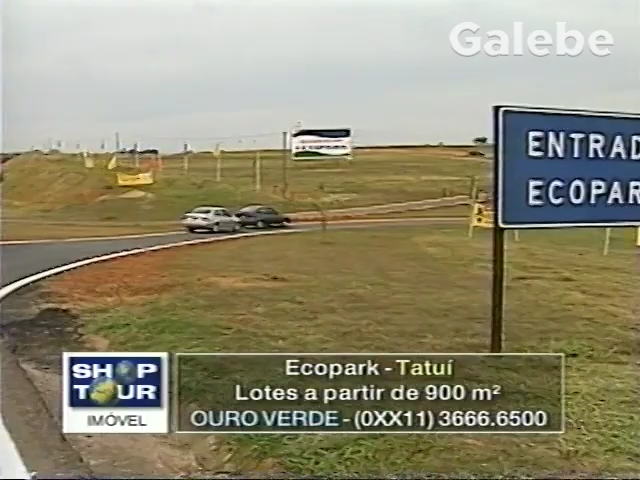 Galebe
ENTRAD
ECOPAR
SHOP
TOUR
IMÓVEL
Ecopark - Tatuí
Lotes a partir de 900 m²
OURO VERDE - (0XX11) 3666.6500